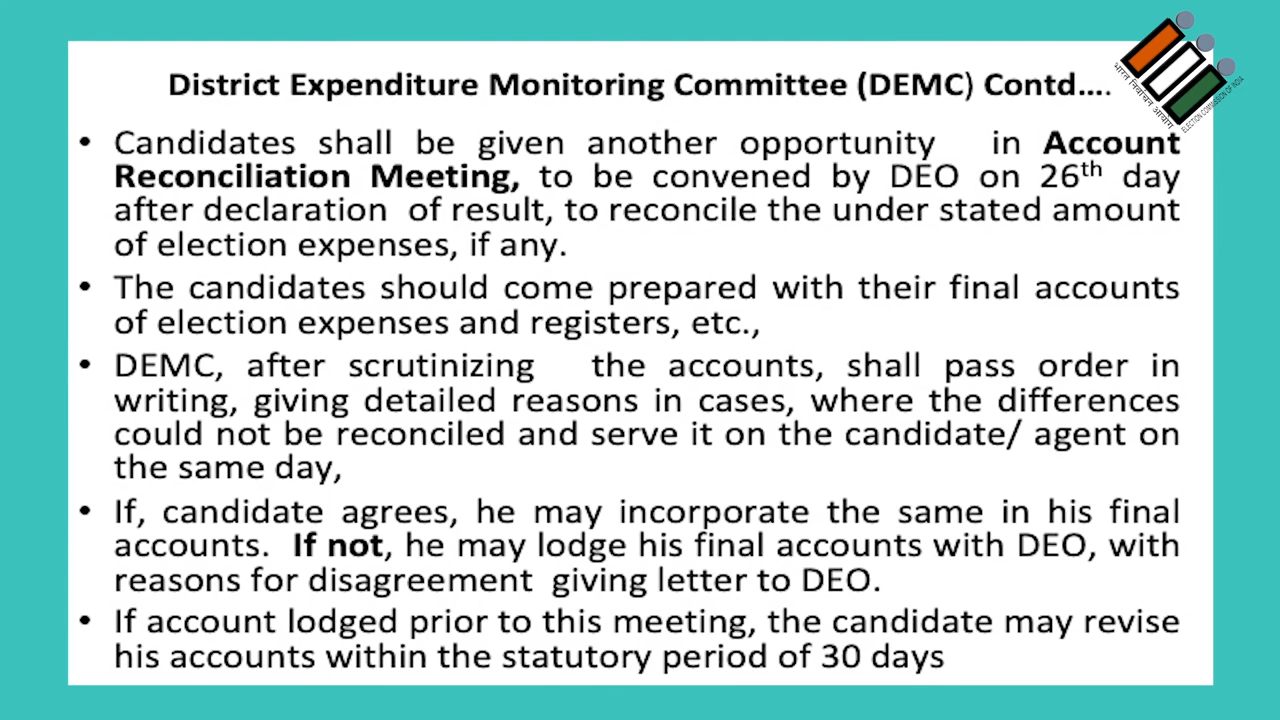 District Expenditure Monitoring Committee (DEMC) Contd....
भारत निर्वाचन आयोग
ELECTION COMMISSION OF INDIA
• Candidates shall be given another opportunity in Account
Reconciliation Meeting, to be convened by DEO on 26th day
after declaration of result, to reconcile the under stated amount
of election expenses, if any.
• The candidates should come prepared with their final accounts
of election expenses and registers, etc.,
• DEMC, after scrutinizing the accounts, shall pass order in
writing, giving detailed reasons in cases, where the differences
could not be reconciled and serve it on the candidate/ agent on
the same day,
• If, candidate agrees, he may incorporate the same in his final
accounts. If not, he may lodge his final accounts with DEO, with
reasons for disagreement giving letter to DEO.
• If account lodged prior to this meeting, the candidate may revise
his accounts within the statutory period of 30 days